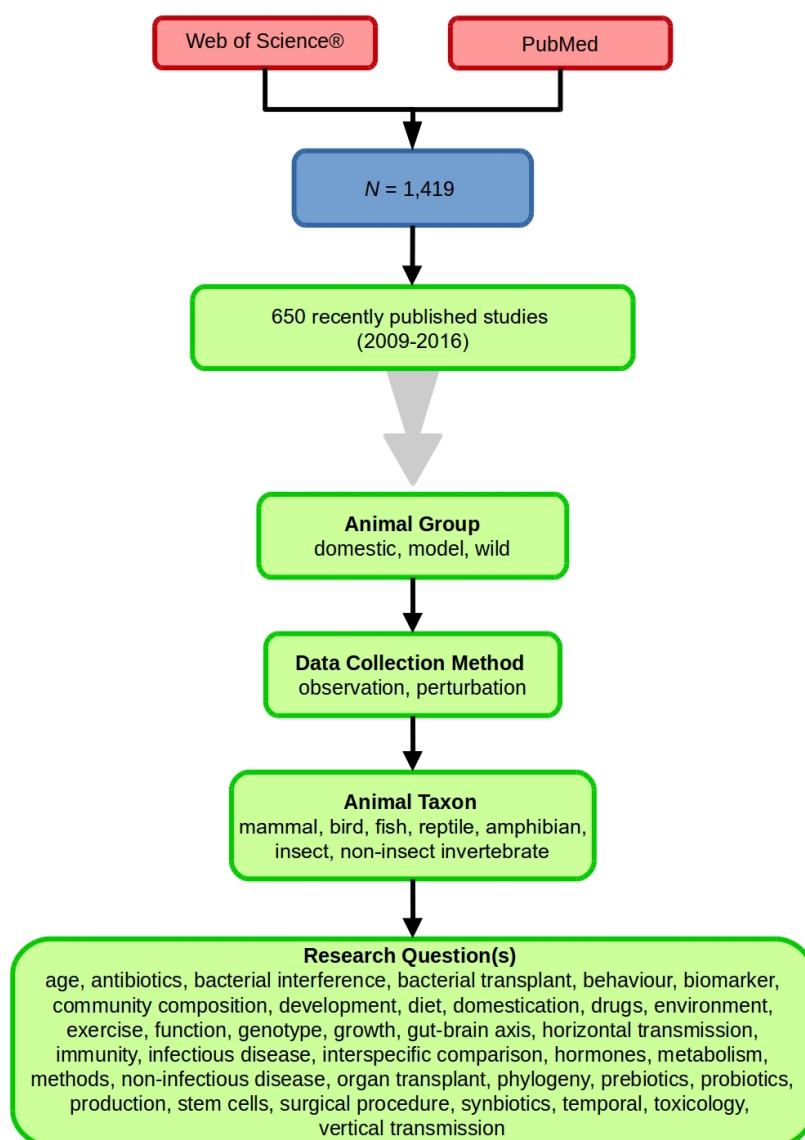 Web of Science®
PubMed
N = 1,419
650 recently published studies
(2009-2016)
Animal Group
domestic, model, wild
Data Collection Method
observation, perturbation
Animal Taxon
mammal, bird, fish, reptile, amphibian,
insect, non-insect invertebrate
Research Question(s)
age, antibiotics, bacterial interference, bacterial transplant, behaviour, biomarker,
community composition, development, diet, domestication, drugs, environment,
exercise, function, genotype, growth, gut-brain axis, horizontal transmission,
immunity, infectious disease, interspecific comparison, hormones, metabolism,
methods, non-infectious disease, organ transplant, phylogeny, prebiotics, probiotics,
production, stem cells, surgical procedure, synbiotics, temporal, toxicology,
vertical transmission